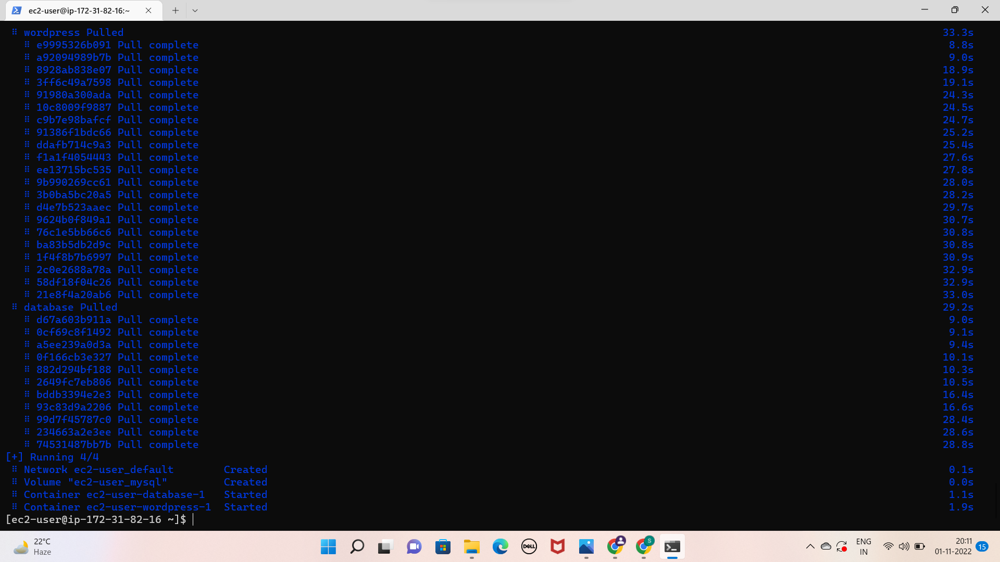 ec2-user@ip-172-31-82-16:~
wordpress Pulled 33.3s
e9995326b091 Pull complete 8.8s
a92094989b7b Pull complete 9.0s
8928ab838e07 Pull complete 18.9s
3ff6c49a7598 Pull complete 19.1s
91980a300ada Pull complete 24.3s
10c8009f9887 Pull complete 24.5s
c9b7e98bafcf Pull complete 24.7s
91386f1bdc66 Pull complete 25.2s
ddafb714c9a3 Pull complete 25.4s
f1a1f4054443 Pull complete 27.6s
ee13715bc535 Pull complete 27.8s
9b990269cc61 Pull complete 28.0s
3b0ba5bc20a5 Pull complete 28.2s
d4e7b523aaec Pull complete 29.7s
9624b0f849a1 Pull complete 30.7s
76c1e5bb66c6 Pull complete 30.8s
ba83b5db2d9c Pull complete 30.8s
1f4f8b7b6997 Pull complete 30.9s
2c0e2688a78a Pull complete 32.9s
58df18f04c26 Pull complete 32.9s
21e8f4a20ab6 Pull complete 33.0s
database Pulled 29.2s
d67a603b911a Pull complete 9.0s
0cf69c8f1492 Pull complete 9.1s
a5ee239a0d3a Pull complete 9.4s
0f166cb3e327 Pull complete 10.1s
882d294bf188 Pull complete 10.3s
2649fc7eb806 Pull complete 10.5s
bddb3394e2e3 Pull complete 16.4s
93c83d9a2206 Pull complete 16.6s
99d7f45787c0 Pull complete 28.4s
234663a2e3ee Pull complete 28.6s
74531487bb7b Pull complete 28.8s
[+] Running 4/4
Network ec2-user_default Created 0.1s
Volume "ec2-user_mysql" Created 0.0s
Container ec2-user-database-1 Started 1.1s
Container ec2-user-wordpress-1 Started 1.9s
[ec2-user@ip-172-31-82-16 ~]$
22°C
Haze
DELL
S
ENG
IN
20:11
01-11-2022
15